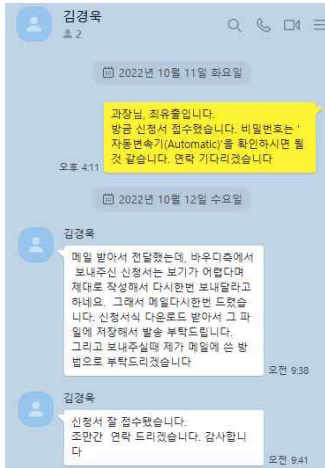 김경욱
2
2022년 10월 11일 화요일
과장님, 최유출입니다.
방금 신청서 접수했습니다. 비밀번호는 '
자동변속기(Automatic)'을 확인하시면 될
것 같습니다. 연락 기다리겠습니다
오후 4:11
2022년 10월 12일 수요일
김경욱
메일 받아서 전달했는데, 바우디측에서
보내주신 신청서는 보기가 어렵다며
제대로 작성해서 다시한번 보내달라고
하네요. 그래서 메일다시한번 드렸습
니다. 신청서식 다운로드 받아서 그 파
일에 저장해서 발송 부탁드립니다.
그리고 보내주실때 제가 메일에 쓴 방
법으로 부탁드리겠습니다
오전 9:38
김경욱
신청서 잘 접수됐습니다.
조만간 연락 드리겠습니다. 감사합니
다
오전 9:41